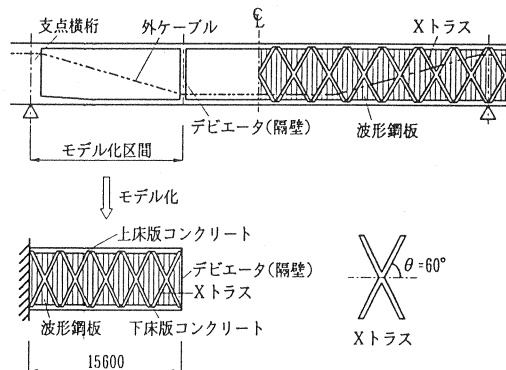 ℄
支点横桁
外ケーブル
Xトラス
デビエータ(隔壁)
波形鋼板
モデル化区間
モデル化
上床版コンクリート
デビエータ(隔壁)
Xトラス
波形鋼板
下床版コンクリート
15600
θ=60°
Xトラス